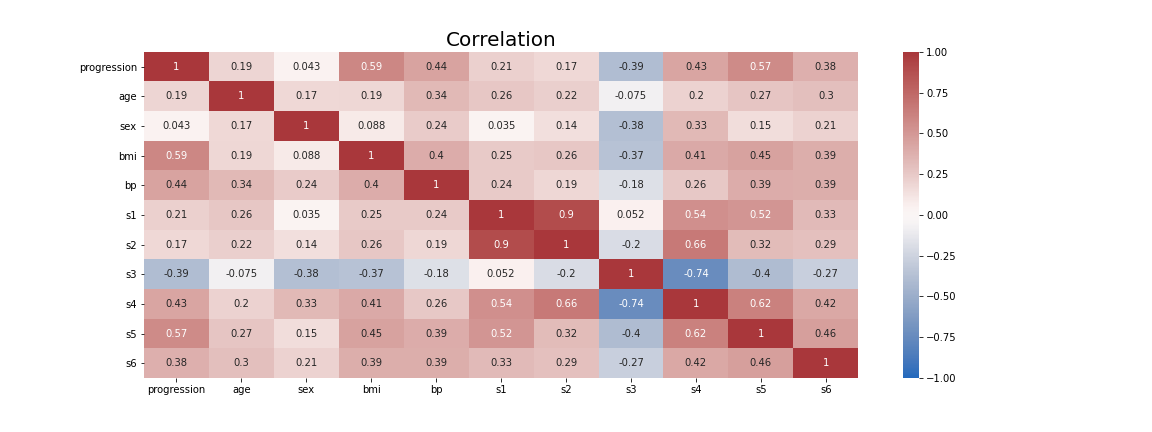 Correlation
progression 1 0.19 0.043 0.59 0.44 0.21 0.17 -0.39 0.43 0.57 0.38
age 0.19 1 0.17 0.19 0.34 0.26 0.22 -0.075 0.2 0.27 0.3
sex 0.043 0.17 1 0.088 0.24 0.035 0.14 -0.38 0.33 0.15 0.21
bmi 0.59 0.19 0.088 1 0.4 0.25 0.26 -0.37 0.41 0.45 0.39
bp 0.44 0.34 0.24 0.4 1 0.24 0.19 -0.18 0.26 0.39 0.39
s1 0.21 0.26 0.035 0.25 0.24 1 0.9 0.052 0.54 0.52 0.33
s2 0.17 0.22 0.14 0.26 0.19 0.9 1 -0.2 0.66 0.32 0.29
s3 -0.39 -0.075 -0.38 -0.37 -0.18 0.052 -0.2 1 -0.74 -0.4 -0.27
s4 0.43 0.2 0.33 0.41 0.26 0.54 0.66 -0.74 1 0.62 0.42
s5 0.57 0.27 0.15 0.45 0.39 0.52 0.32 -0.4 0.62 1 0.46
s6 0.38 0.3 0.21 0.39 0.39 0.33 0.29 -0.27 0.42 0.46 1
progression age sex bmi bp s1 s2 s3 s4 s5 s6
1.00
0.75
0.50
0.25
0.00
−0.25
−0.50
−0.75
−1.00